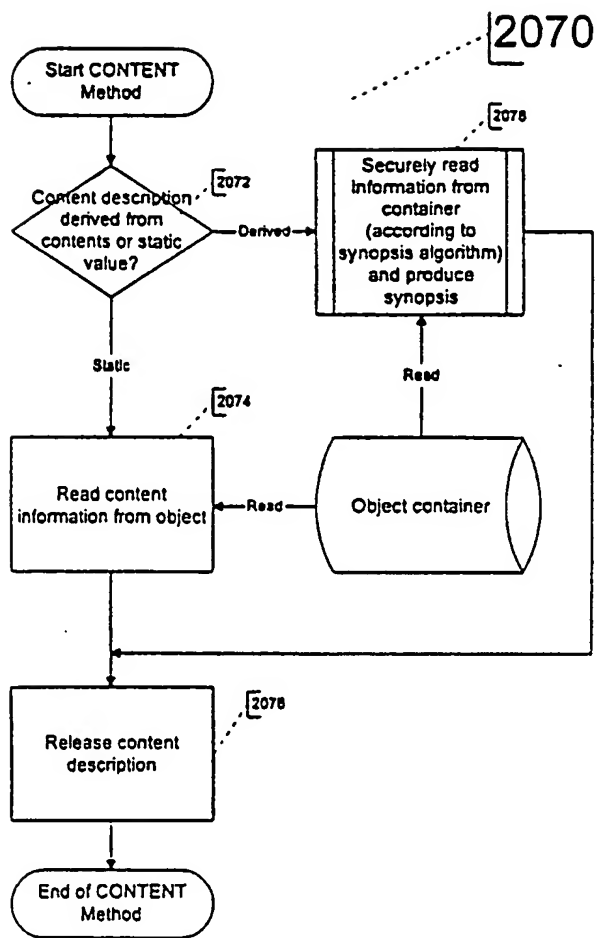 2070
Start CONTENT
Method
2078
Securely read
Information from
container
(according to
synopsis algorithm)
and produce
synopsis
2072
Content description
derived from
contents or static
value?
Derived
Static
Read
2074
Read content
information from object
Read
Object container
2076
Release content
description
End of CONTENT
Method